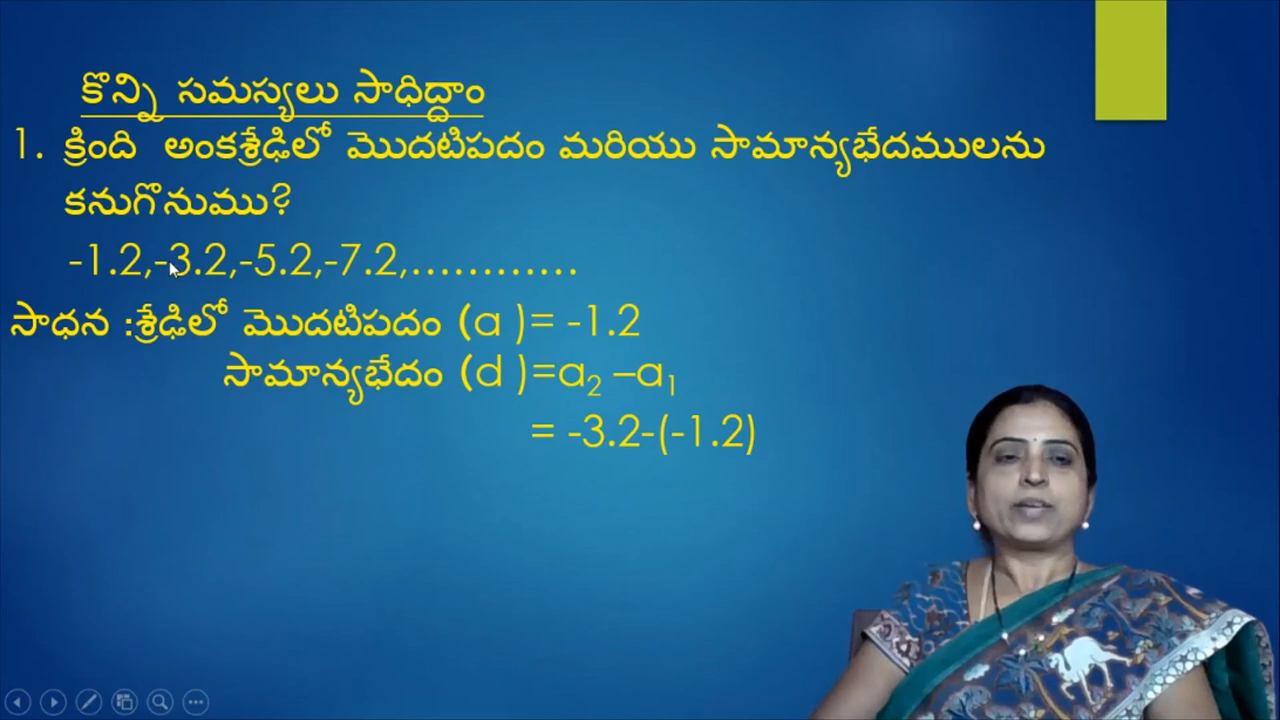 కొన్ని సమస్యలు సాధిద్దాం
1. క్రింది అంకశ్రేఢిలో మొదటిపదం మరియు సామాన్యభేదములను
కనుగొనుము?
-1.2,-3.2,-5.2,-7.2,............
సాధన :శ్రేఢిలో మొదటిపదం (a )= -1.2
సామాన్యభేదం (d )=a₂ –a₁
= -3.2-(-1.2)